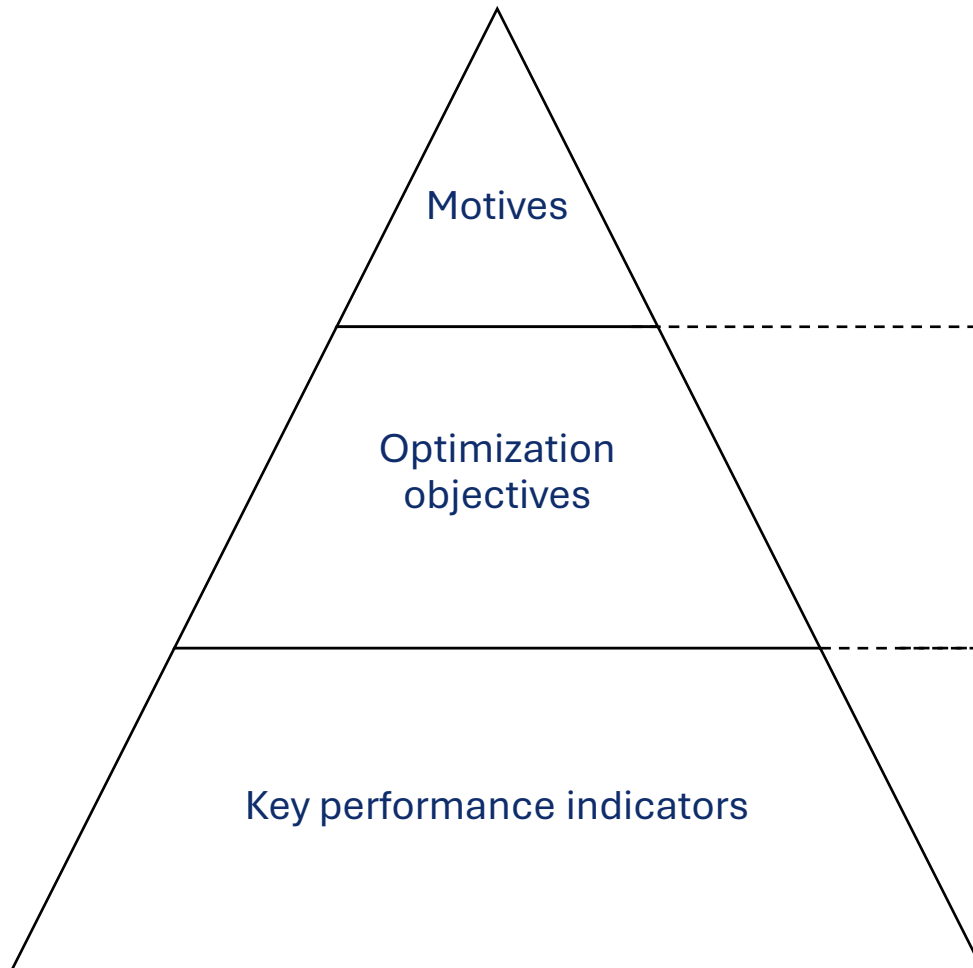 Motives
Optimization
objectives
Key performance indicators